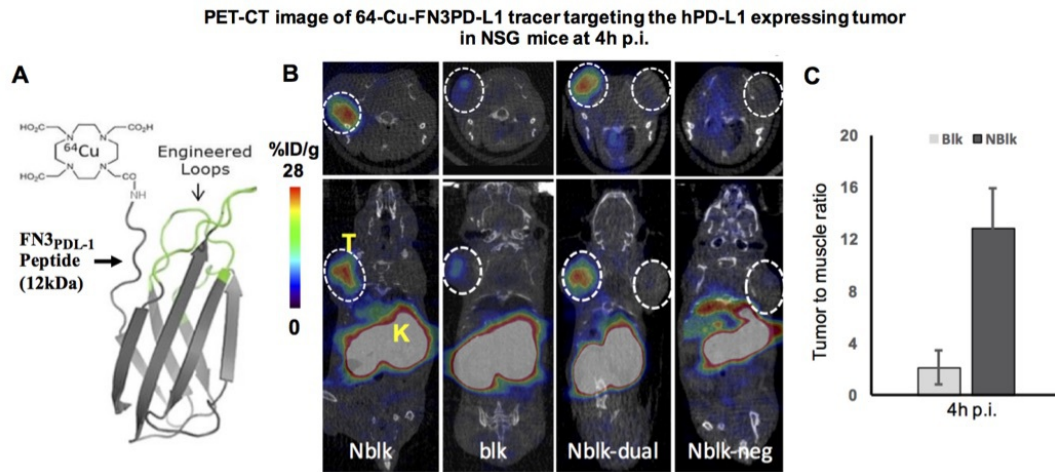 PET-CT image of 64-Cu-FN3PD-L1 tracer targeting the hPD-L1 expressing tumor
in NSG mice at 4h p.i.
A
HO₂C
CO₂H
N
N
⁶⁴Cu
N
N
HO₂C
CO
NH
Engineered
Loops
FN3PDL-1
Peptide
(12kDa)
B
%ID/g
28
0
T
K
Nblk
blk
Nblk-dual
Nblk-neg
C
Blk
NBlk
20
16
12
8
4
0
Tumor to muscle ratio
4h p.i.